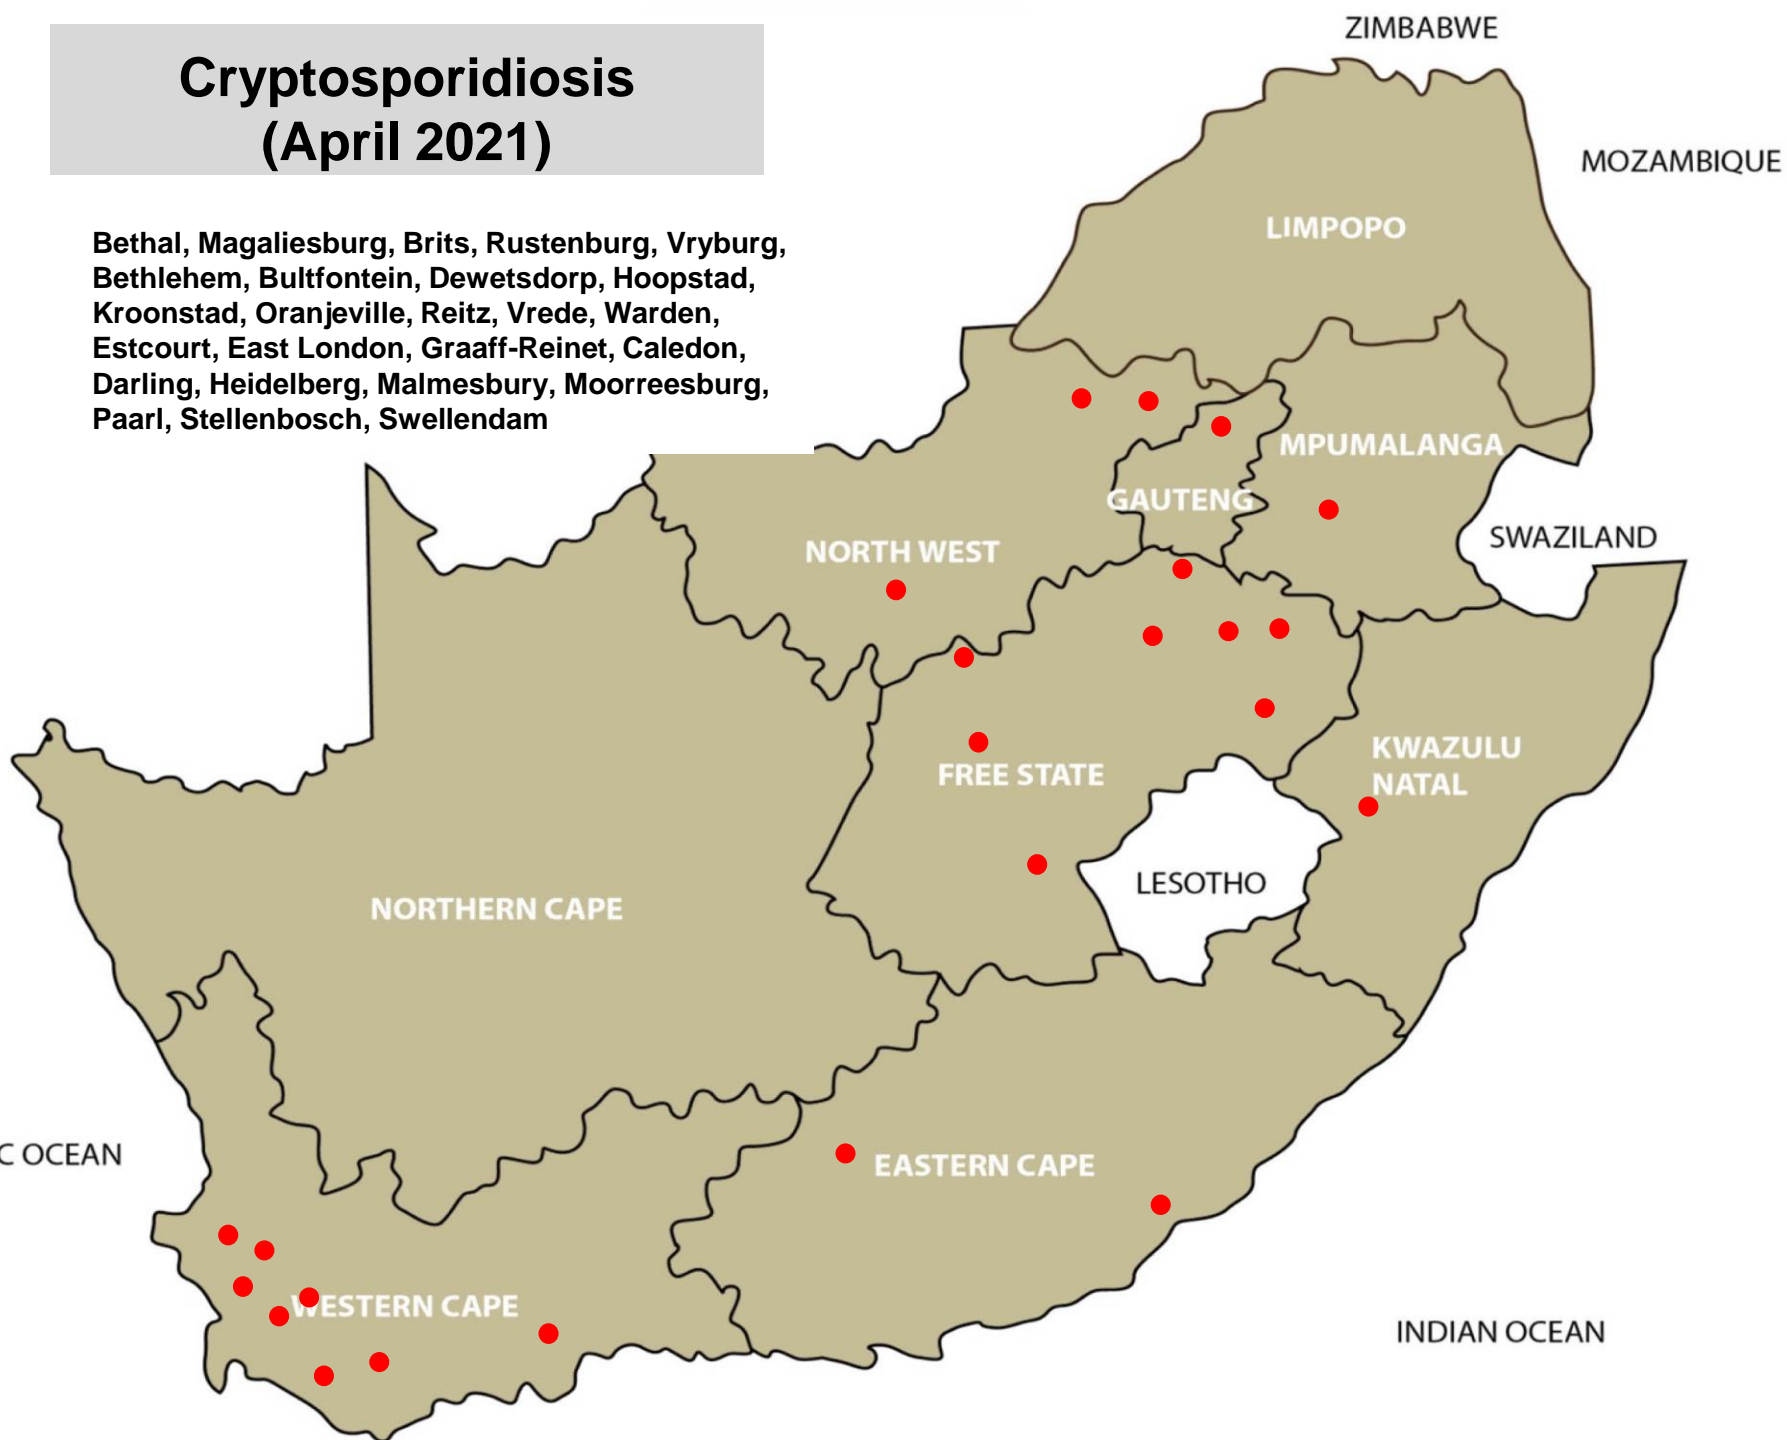 Cryptosporidiosis
(April 2021)
Bethal, Magaliesburg, Brits, Rustenburg, Vryburg,
Bethlehem, Bultfontein, Dewetsdorp, Hoopstad,
Kroonstad, Oranjeville, Reitz, Vrede, Warden,
Estcourt, East London, Graaff-Reinet, Caledon,
Darling, Heidelberg, Malmesbury, Moorreesburg,
Paarl, Stellenbosch, Swellendam
ZIMBABWE
MOZAMBIQUE
LIMPOPO
MPUMALANGA
GAUTENG
SWAZILAND
NORTH WEST
KWAZULU
NATAL
FREE STATE
LESOTHO
NORTHERN CAPE
C OCEAN
EASTERN CAPE
WESTERN CAPE
INDIAN OCEAN